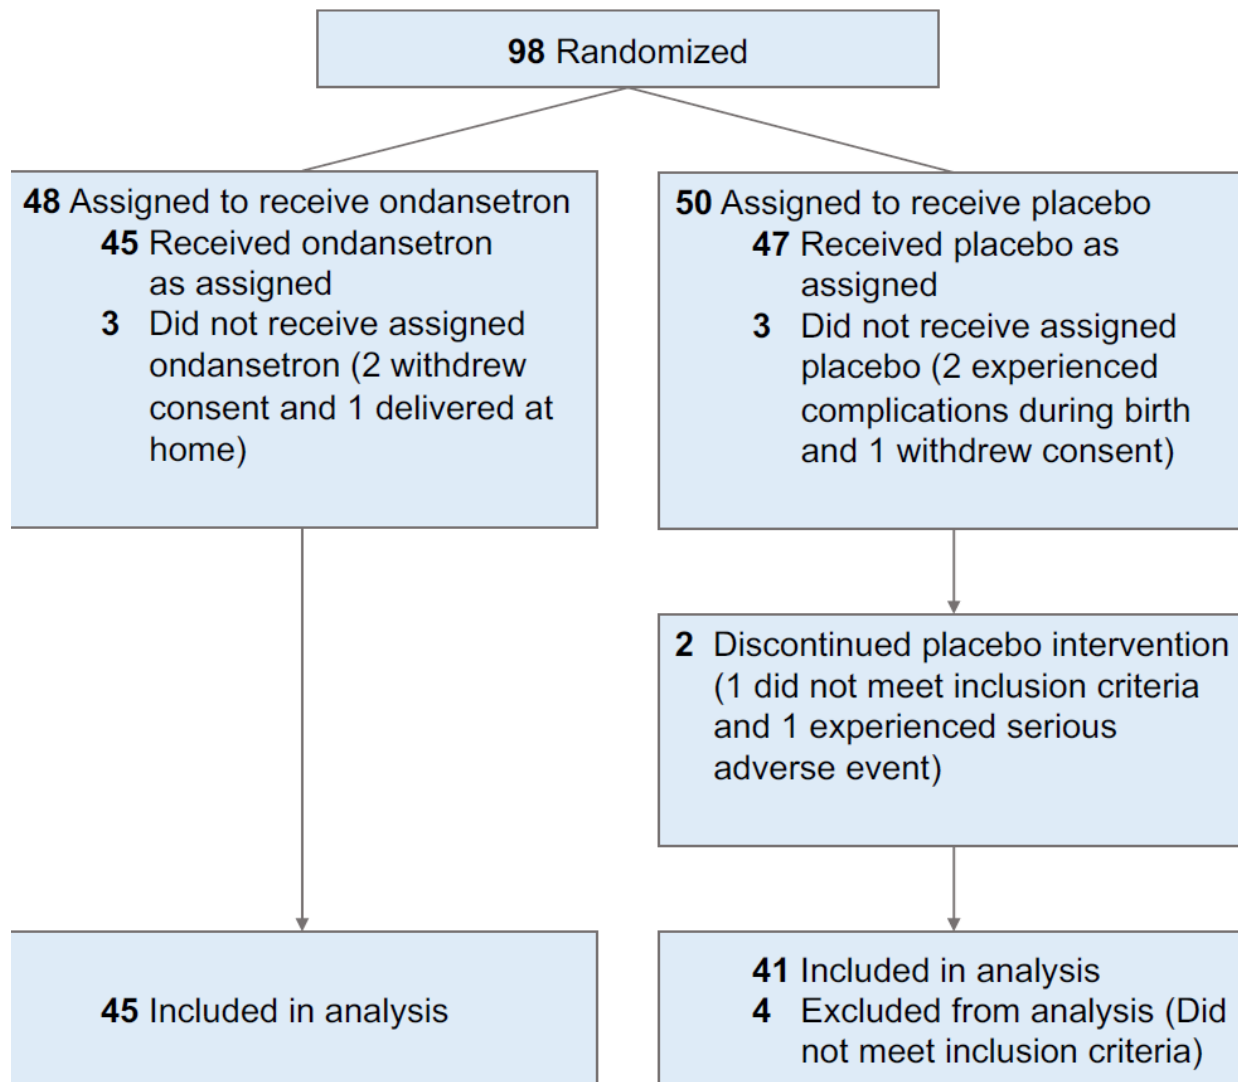 98 Randomized
48 Assigned to receive ondansetron
45 Received ondansetron
as assigned
3 Did not receive assigned
ondansetron (2 withdrew
consent and 1 delivered at
home)
50 Assigned to receive placebo
47 Received placebo as
assigned
3 Did not receive assigned
placebo (2 experienced
complications during birth
and 1 withdrew consent)
2 Discontinued placebo intervention
(1 did not meet inclusion criteria
and 1 experienced serious
adverse event)
45 Included in analysis
41 Included in analysis
4 Excluded from analysis (Did
not meet inclusion criteria)